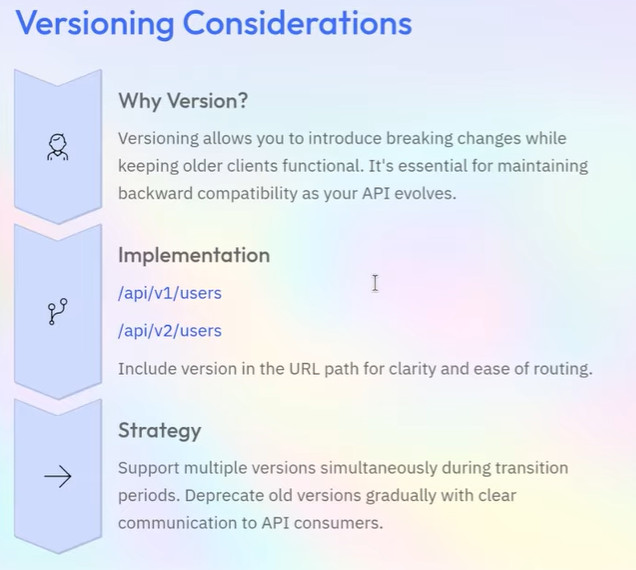 Versioning Considerations
Why Version?
Versioning allows you to introduce breaking changes while
keeping older clients functional. It's essential for maintaining
backward compatibility as your API evolves.
Implementation
/api/v1/users
/api/v2/users
Include version in the URL path for clarity and ease of routing.
Strategy
Support multiple versions simultaneously during transition
periods. Deprecate old versions gradually with clear
communication to API consumers.